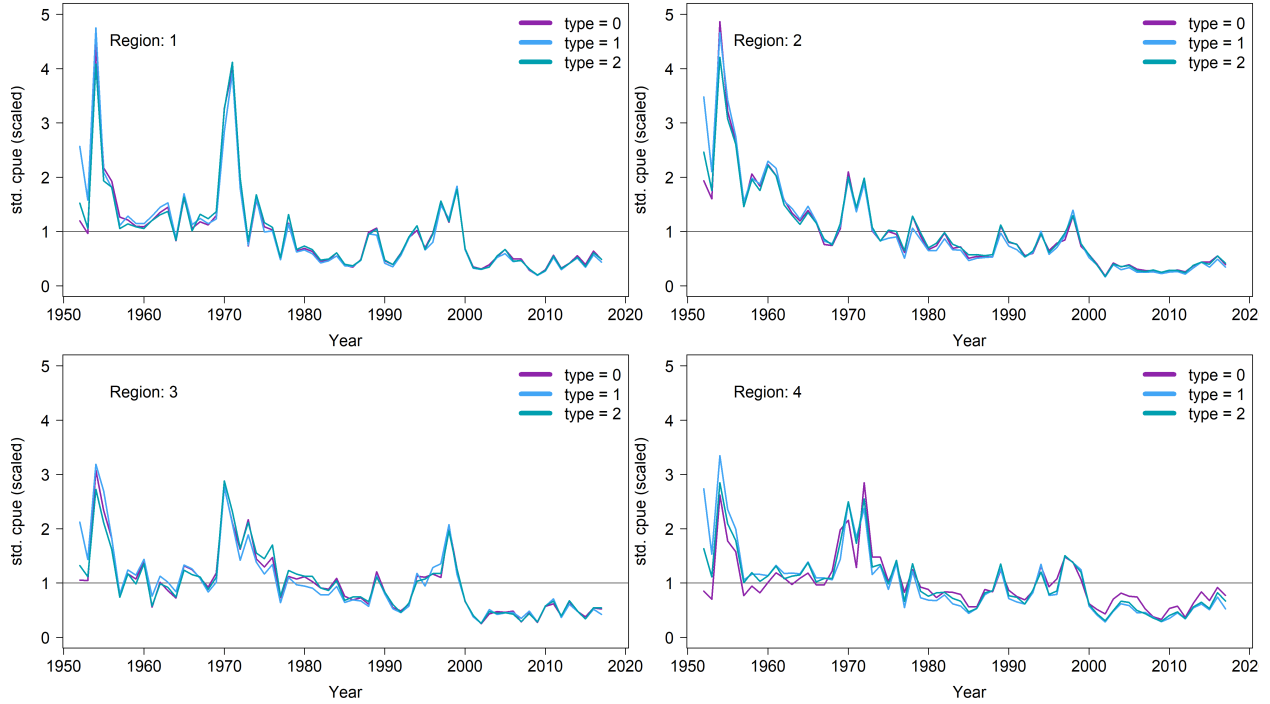 Region: 1
type = 0
type = 1
type = 2
std. cpue (scaled)
5
4
3
2
1
0
1950 1960 1970 1980 1990 2000 2010 2020
Year
Region: 2
type = 0
type = 1
type = 2
std. cpue (scaled)
5
4
3
2
1
0
1950 1960 1970 1980 1990 2000 2010 202
Year
Region: 3
type = 0
type = 1
type = 2
std. cpue (scaled)
5
4
3
2
1
0
1950 1960 1970 1980 1990 2000 2010 2020
Year
Region: 4
type = 0
type = 1
type = 2
std. cpue (scaled)
5
4
3
2
1
0
1950 1960 1970 1980 1990 2000 2010 202
Year